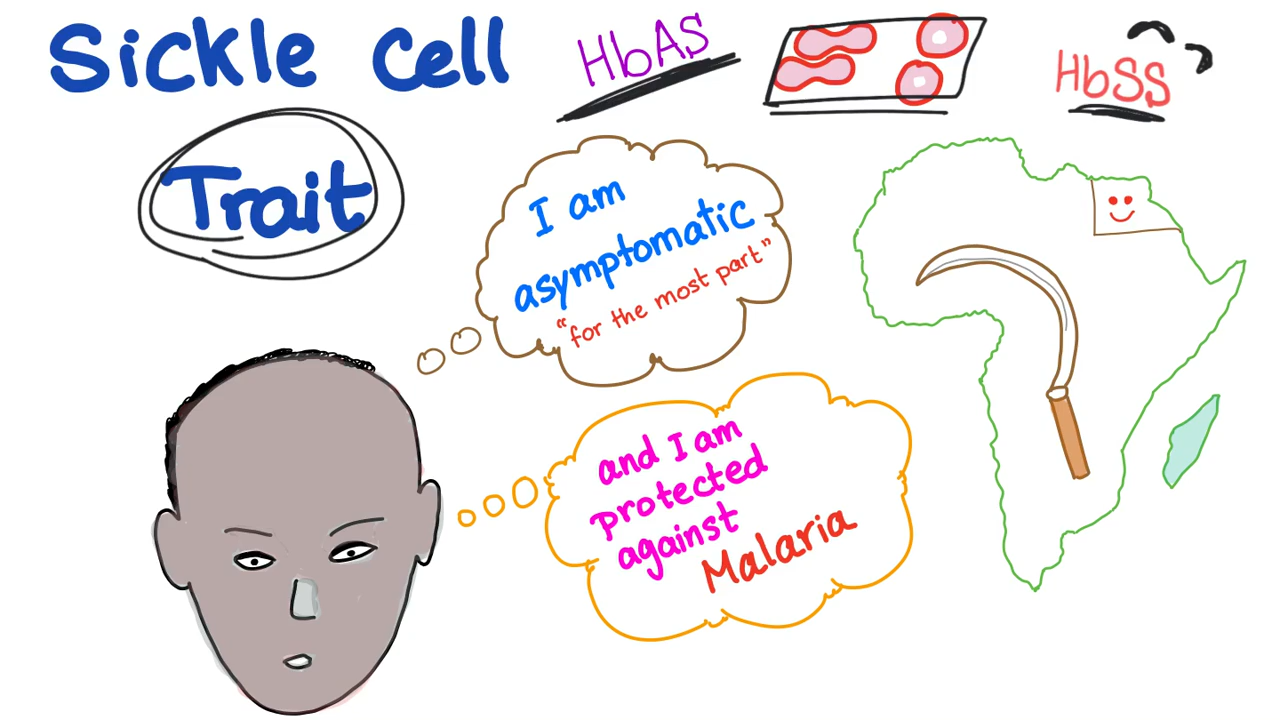 Sickle Cell
Trait
HbAS
HbSS
I am
asymptomatic
"for the most part"
and I am
protected
against
Malaria